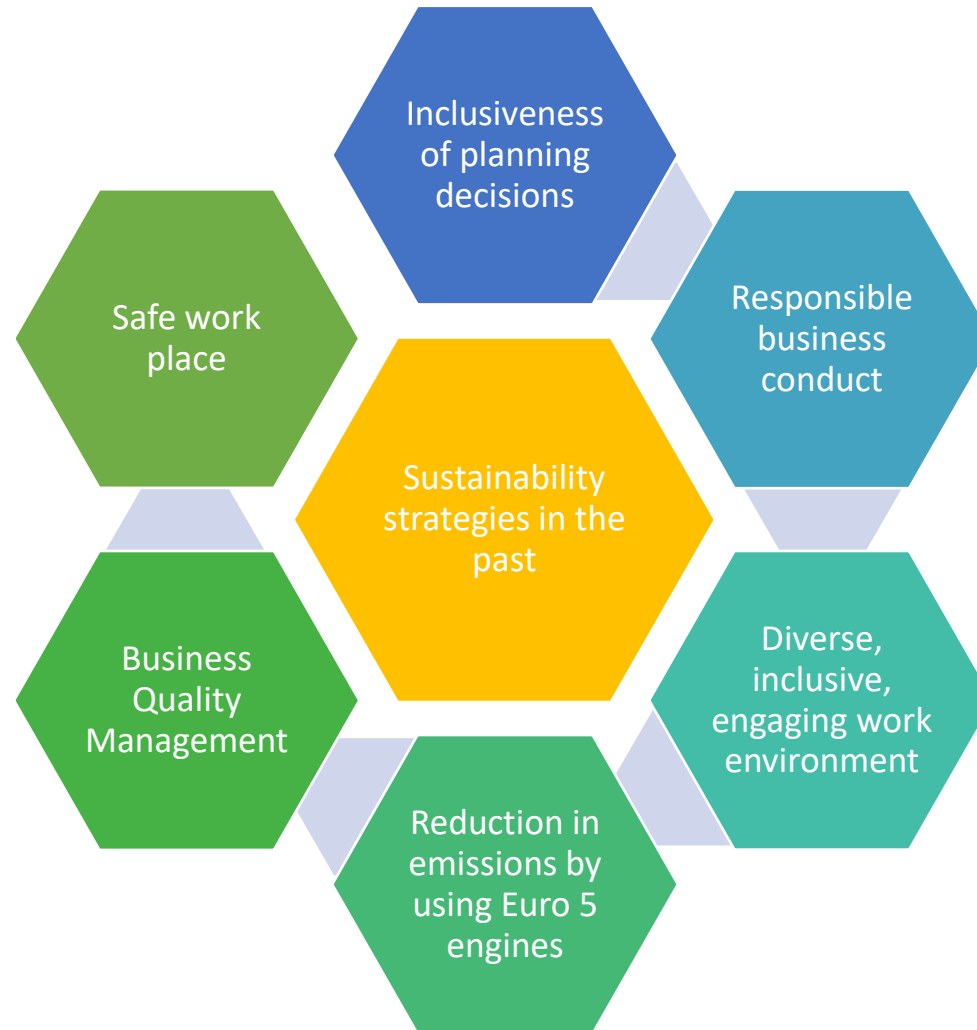 Inclusiveness
of planning
decisions
Responsible
business
conduct
Diverse,
inclusive,
engaging work
environment
Reduction in
emissions by
using Euro 5
engines
Business
Quality
Management
Safe work
place
Sustainability
strategies in the
past